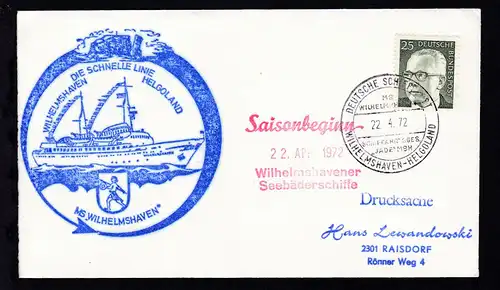 DIE SCHNELLE LINIE
WILHELMSHAVEN HELGOLAND
MS "WILHELMSHAVEN"
25 DEUTSCHE BUNDESPOST
DEUTSCHE
MS
22. 4. 72
WILHELMSHAVEN-HELGOLAND
Saisonbeginn
22. APR. 1972
Wilhelmshavener
Seebäderschiffe
Drucksache
Hans Lewandowski
2301 RAISDORF
Rönner Weg 4